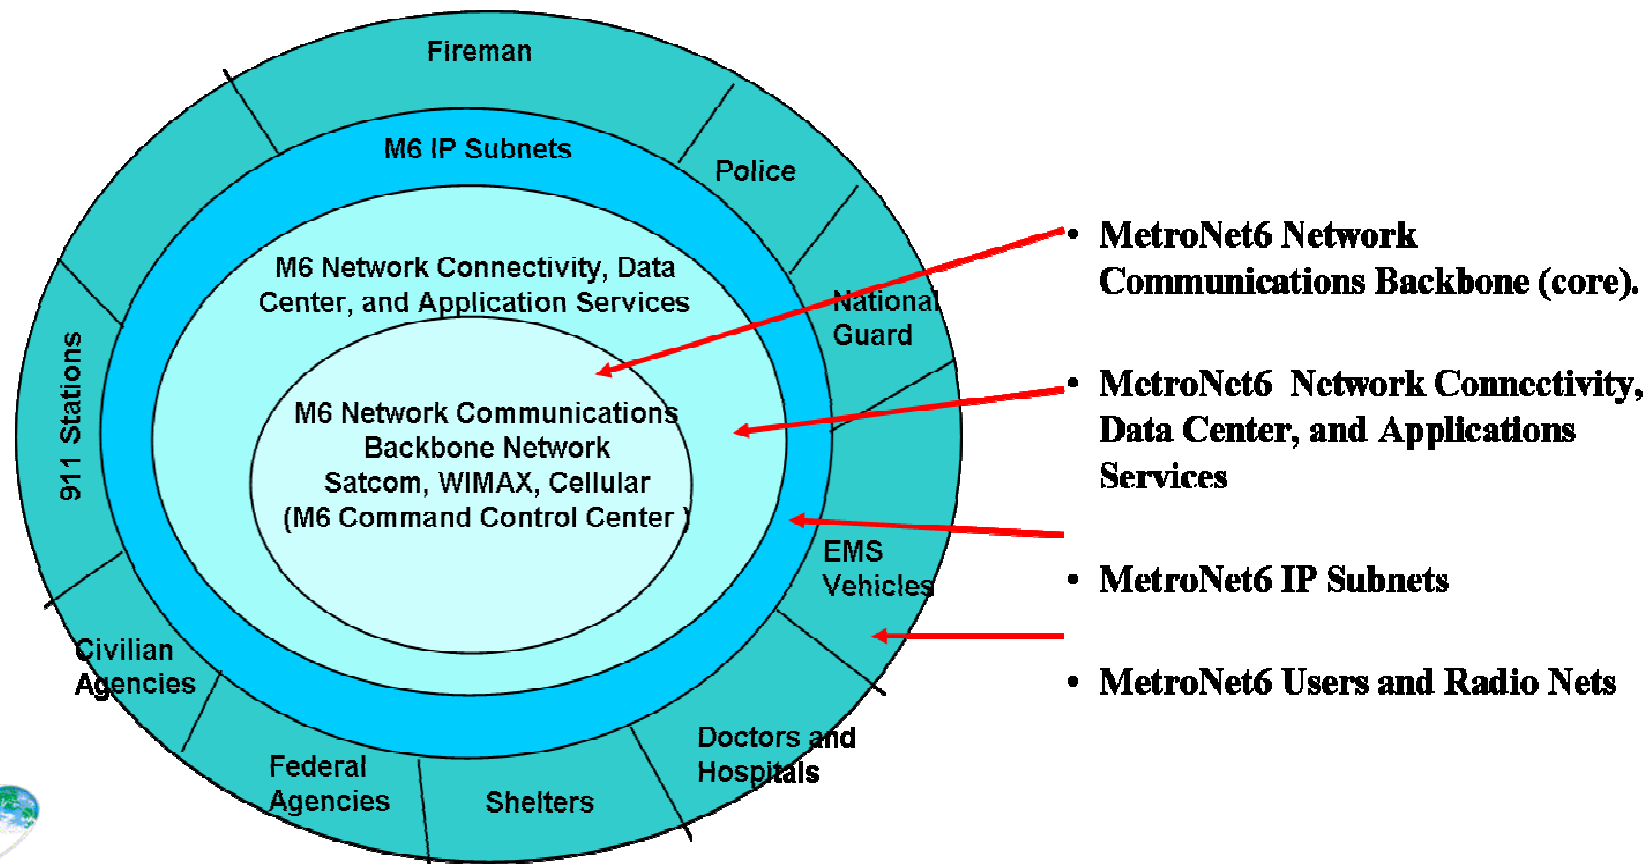 Fireman
M6 IP Subnets
Police
M6 Network Connectivity, Data
Center, and Application Services
National
Guard
911 Stations
M6 Network Communications
Backbone Network
Satcom, WIMAX, Cellular
(M6 Command Control Center )
EMS
Vehicles
Civilian
Agencies
Doctors and
Hospitals
Federal
Agencies
Shelters
• MetroNet6 Network
Communications Backbone (core).
• MetroNet6 Network Connectivity,
Data Center, and Applications
Services
• MetroNet6 IP Subnets
• MetroNet6 Users and Radio Nets